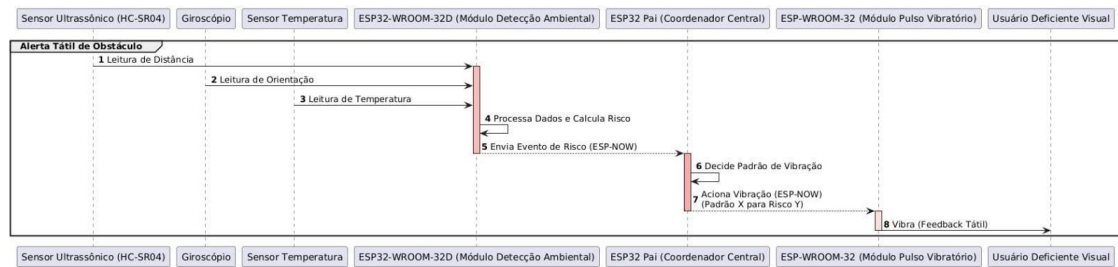 Sensor Ultrassônico (HC-SR04)
Giroscópio
Sensor Temperatura
ESP32-WROOM-32D (Módulo Detecção Ambiental)
ESP32 Pai (Coordenador Central)
ESP-WROOM-32 (Módulo Pulso Vibratório)
Usuário Deficiente Visual
Alerta Tátil de Obstáculo
1 Leitura de Distância
2 Leitura de Orientação
3 Leitura de Temperatura
4 Processa Dados e Calcula Risco
5 Envia Evento de Risco (ESP-NOW)
6 Decide Padrão de Vibração
7 Aciona Vibração (ESP-NOW)
(Padrão X para Risco Y)
8 Vibra (Feedback Tátil)
Sensor Ultrassônico (HC-SR04)
Giroscópio
Sensor Temperatura
ESP32-WROOM-32D (Módulo Detecção Ambiental)
ESP32 Pai (Coordenador Central)
ESP-WROOM-32 (Módulo Pulso Vibratório)
Usuário Deficiente Visual